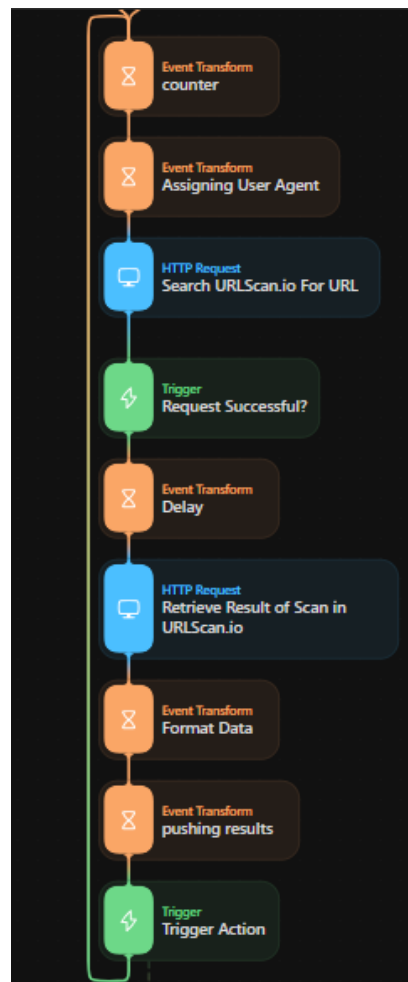 Event Transform
counter
Event Transform
Assigning User Agent
HTTP Request
Search URLScan.io For URL
Trigger
Request Successful?
Event Transform
Delay
HTTP Request
Retrieve Result of Scan in
URLScan.io
Event Transform
Format Data
Event Transform
pushing results
Trigger
Trigger Action